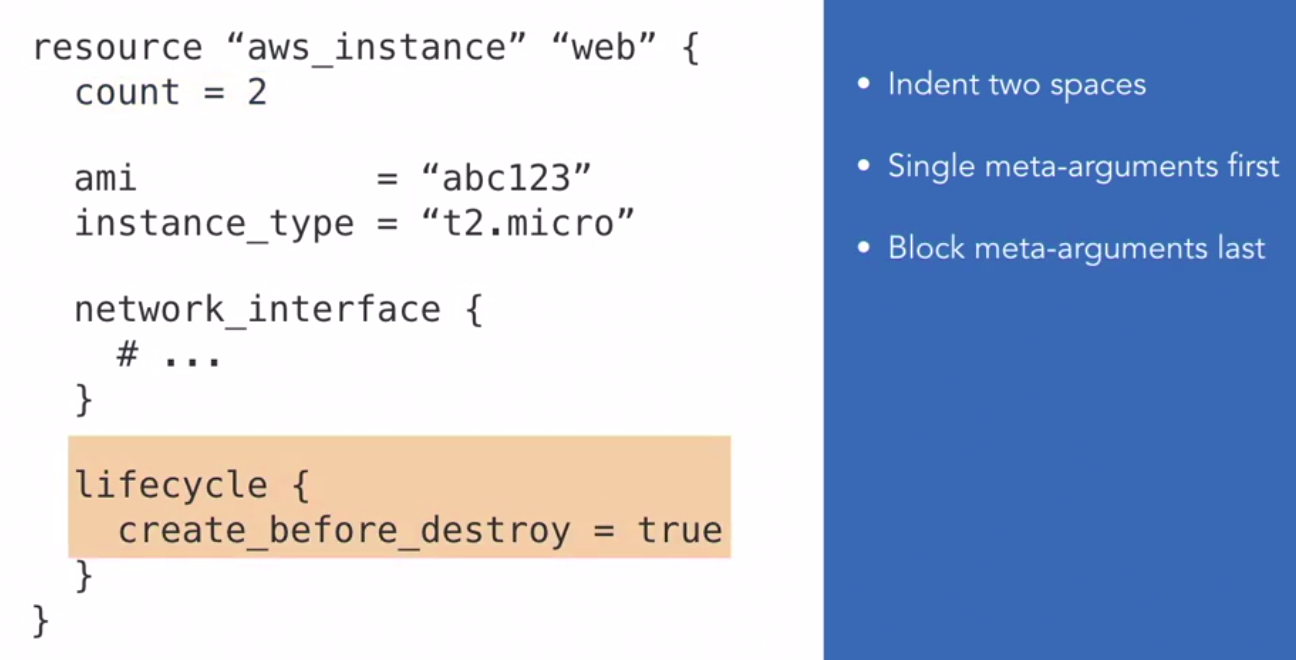 resource “aws_instance” “web” {
  count = 2

  ami           = “abc123”
  instance_type = “t2.micro”

  network_interface {
    # ...
  }

  lifecycle {
    create_before_destroy = true
  }
}
• Indent two spaces
• Single meta-arguments first
• Block meta-arguments last